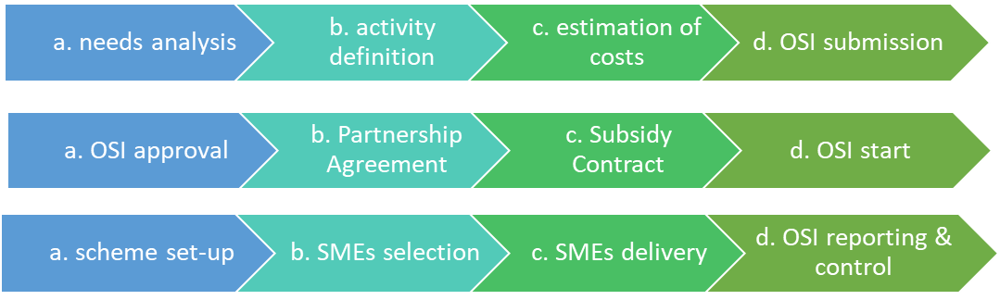 a. needs analysis
b. activity
definition
c. estimation of
costs
d. OSI submission
a. OSI approval
b. Partnership
Agreement
c. Subsidy
Contract
d. OSI start
a. scheme set-up
b. SMEs selection
c. SMEs delivery
d. OSI reporting &
control